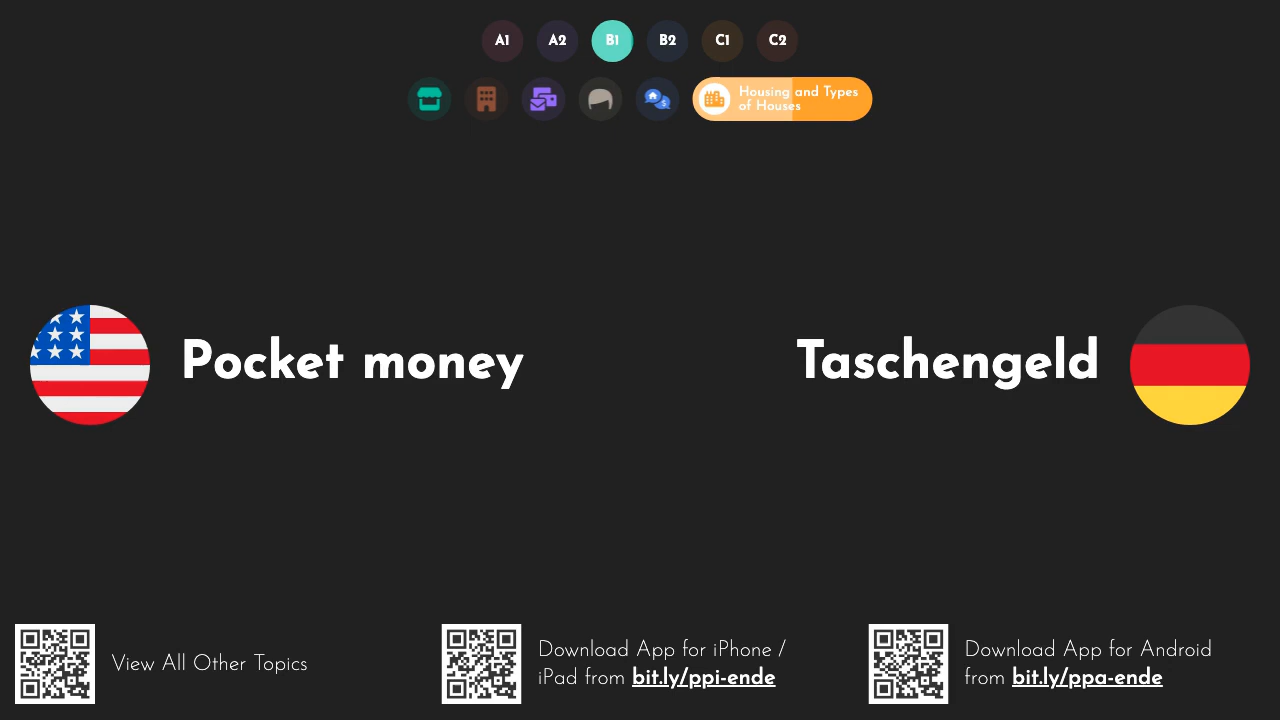 A1 A2 B1 B2 C1 C2
Housing and Types
of Houses
Pocket money
Taschengeld
View All Other Topics
Download App for iPhone /
iPad from bit.ly/ppi-ende
Download App for Android
from bit.ly/ppa-ende